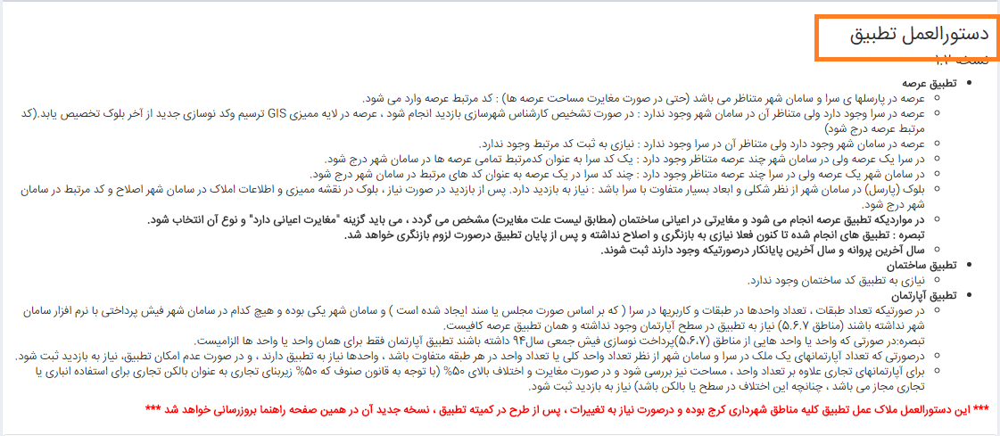 دستورالعمل تطبیق
نسخه ۱.۲
تطبیق عرصه
عرصه در پارسلها ی سرا و سامان شهر متناظر می باشد (حتی در صورت مغایرت مساحت عرصه ها) : کد مرتبط عرصه وارد می شود.
عرصه در سرا وجود دارد ولی متناظر آن در سامان شهر وجود ندارد : در صورت تشخیص کارشناس شهرسازی بازدید انجام شود ، عرصه در لایه ممیزی GIS ترسیم وکد نوسازی جدید از آخر بلوک تخصیص یابد.(کد
مرتبط عرصه درج شود)
عرصه در سامان شهر وجود دارد ولی متناظر آن در سرا وجود ندارد : نیازی به ثبت کد مرتبط وجود ندارد.
در سرا یک عرصه ولی در سامان شهر چند عرصه متناظر وجود دارد : یک کد سرا به عنوان کدمرتبط تمامی عرصه ها در سامان شهر درج شود.
در سامان شهر یک عرصه ولی در سرا چند عرصه متناظر وجود دارد : چند کد سرا در یک عرصه به عنوان کد های مرتبط در سامان شهر درج شود.
بلوک (پارسل) در سامان شهر از نظر شکلی و ابعاد بسیار متفاوت با سرا باشد : نیاز به بازدید دارد. پس از بازدید در صورت نیاز ، بلوک در نقشه ممیزی و اطلاعات املاک در سامان شهر اصلاح و کد مرتبط در سامان
شهر درج شود.
در مواردیکه تطبیق عرصه انجام می شود و مغایرتی در اعیانی ساختمان (مطابق لیست علت مغایرت) مشخص می گردد ، می باید گزینه "مغایرت اعیانی دارد" و نوع آن انتخاب شود.
تبصره : تطبیق های انجام شده تا کنون فعلا نیازی به بازنگری و اصلاح نداشته و پس از پایان تطبیق درصورت لزوم بازنگری خواهد شد.
سال آخرین پروانه و سال آخرین پایانکار درصورتیکه وجود دارند ثبت شوند.
تطبیق ساختمان
نیازی به تطبیق کد ساختمان وجود ندارد.
تطبیق آپارتمان
در صورتیکه تعداد طبقات ، تعداد واحدها در طبقات و کاربریها در سرا ( که بر اساس صورت مجلس یا سند ایجاد شده است ) و سامان شهر یکی بوده و هیچ کدام در سامان شهر فیش پرداختی با نرم افزار سامان
شهر نداشته باشند (مناطق ۵.۶.۷) نیاز به تطبیق در سطح آپارتمان وجود نداشته و همان تطبیق عرصه کافیست.
تبصره:در صورتی که واحد یا واحد هایی از مناطق (۵،۶،۷)پرداخت نوسازی فیش جمعی سال۹۴ داشته باشند تطبیق آپارتمان فقط برای همان واحد یا واحد ها الزامیست.
درصورتی که تعداد آپارتمانهای یک ملک در سرا و سامان شهر از نظر تعداد واحد کلی یا تعداد واحد در هر طبقه متفاوت باشد ، واحدها نیاز به تطبیق دارند ، و در صورت عدم امکان تطبیق، نیاز به بازدید ثبت شود.
برای آپارتمانهای تجاری علاوه بر تعداد واحد ، مساحت نیز بررسی شود و در صورت مغایرت و اختلاف بالای ۵۰% (با توجه به قانون صنوف که ۵۰% زیربنای تجاری به عنوان بالکن تجاری برای استفاده انباری یا
تجاری مجاز می باشد ، چنانچه این اختلاف در سطح یا بالکن باشد) نیاز به بازدید ثبت شود.
*** این دستورالعمل ملاک عمل تطبیق کلیه مناطق شهرداری کرج بوده و درصورت نیاز به تغییرات ، پس از طرح در کمیته تطبیق ، نسخه جدید آن در همین صفحه راهنما بروزرسانی خواهد شد ***